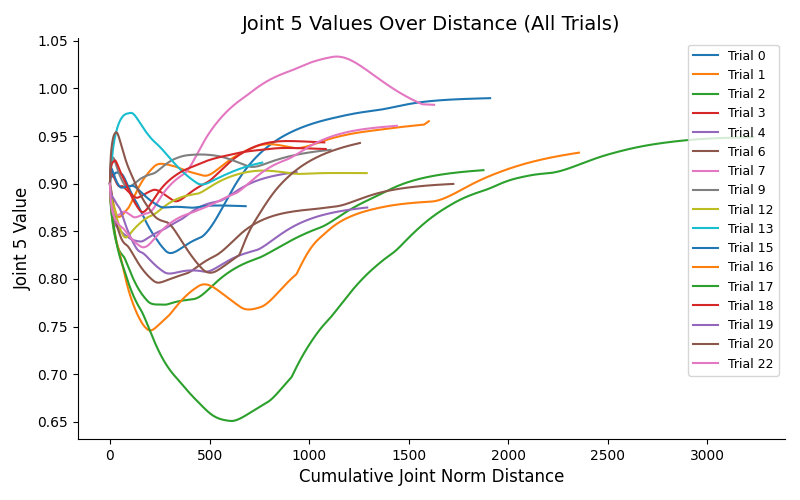 Joint 5 Values Over Distance (All Trials)
Joint 5 Value
1.05
1.00
0.95
0.90
0.85
0.80
0.75
0.70
0.65
0
500
1000
1500
2000
2500
3000
Cumulative Joint Norm Distance
Trial 0
Trial 1
Trial 2
Trial 3
Trial 4
Trial 6
Trial 7
Trial 9
Trial 12
Trial 13
Trial 15
Trial 16
Trial 17
Trial 18
Trial 19
Trial 20
Trial 22